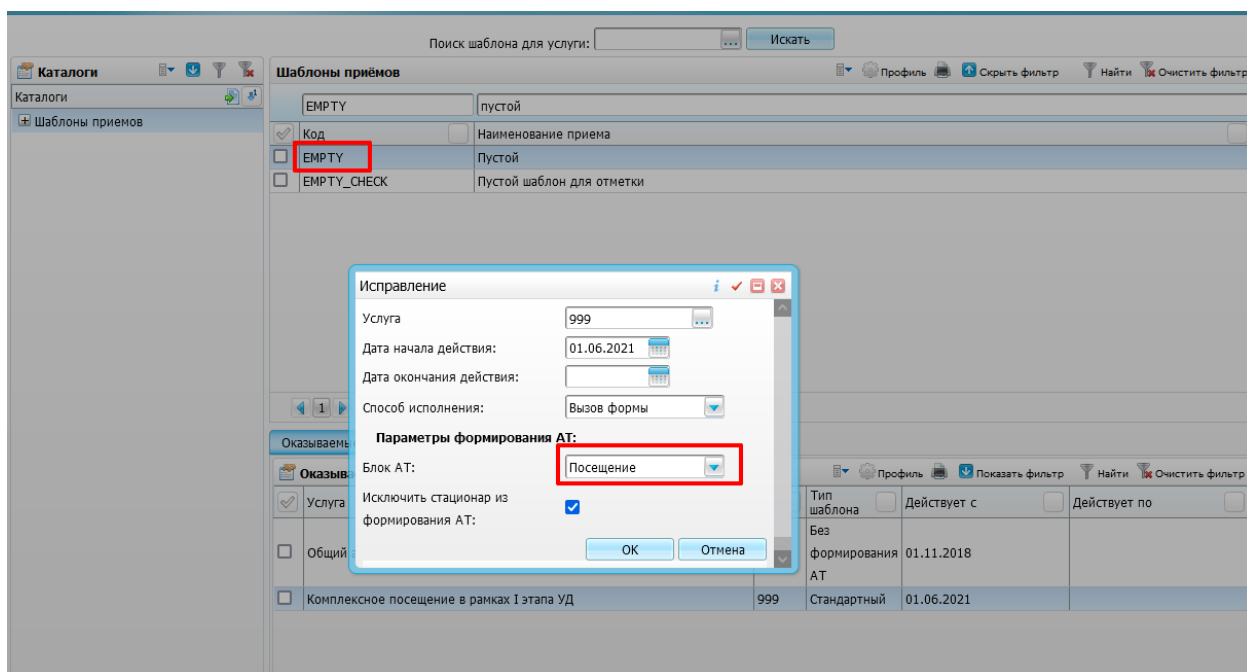 Поиск шаблона для услуги: ... Искать
Каталоги
Каталоги
Шаблоны приемов
Шаблоны приёмов Профиль Скрыть фильтр Найти Очистить фильтр
EMPTY пустой
Код Наименование приема
EMPTY Пустой
EMPTY_CHECK Пустой шаблон для отметки
1
Исправление
Услуга 999 ...
Дата начала действия: 01.06.2021
Дата окончания действия:
Способ исполнения: Вызов формы
Параметры формирования АТ:
Блок АТ: Посещение
Исключить стационар из
формирования АТ:
ОК Отмена
Профиль Показать фильтр Найти Очистить фильтр
Услуга Тип
шаблона Действует с Действует по
Общий Без
формирования
АТ 01.11.2018
Комплексное посещение в рамках I этапа УД 999 Стандартный 01.06.2021